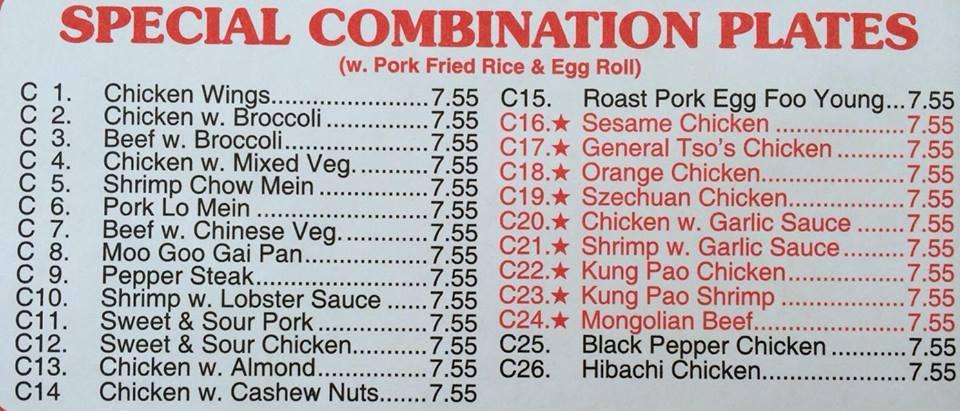 SPECIAL COMBINATION PLATES
(w. Pork Fried Rice & Egg Roll)
C 1. Chicken Wings.......................7.55
C 2. Chicken w. Broccoli ................7.55
C 3. Beef w. Broccoli.....................7.55
C 4. Chicken w. Mixed Veg. ...........7.55
C 5. Shrimp Chow Mein ................7.55
C 6. Pork Lo Mein .........................7.55
C 7. Beef w. Chinese Veg. .............7.55
C 8. Moo Goo Gai Pan..................7.55
C 9. Pepper Steak.........................7.55
C10. Shrimp w. Lobster Sauce ......7.55
C11. Sweet & Sour Pork ................7.55
C12. Sweet & Sour Chicken...........7.55
C13. Chicken w. Almond................7.55
C14 Chicken w. Cashew Nuts.......7.55
C15. Roast Pork Egg Foo Young...7.55
C16.★ Sesame Chicken ...................7.55
C17.★ General Tso's Chicken ..........7.55
C18.★ Orange Chicken.....................7.55
C19.★ Szechuan Chicken.................7.55
C20.★ Chicken w. Garlic Sauce .......7.55
C21.★ Shrimp w. Garlic Sauce.........7.55
C22.★ Kung Pao Chicken.................7.55
C23.★ Kung Pao Shrimp ..................7.55
C24.★ Mongolian Beef......................7.55
C25. Black Pepper Chicken ...........7.55
C26. Hibachi Chicken.....................7.55